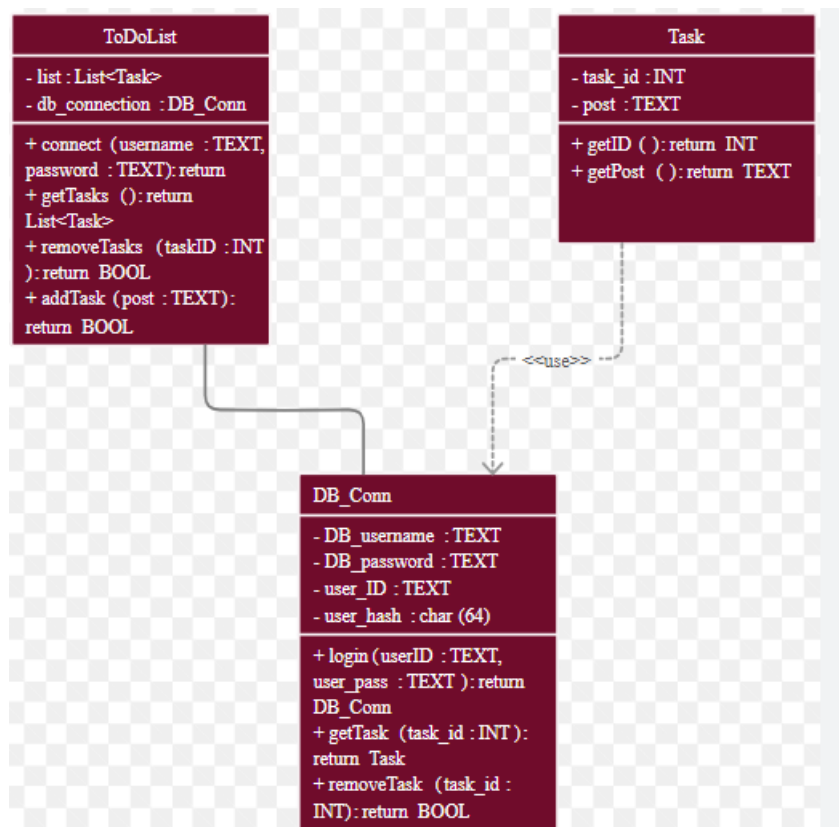 ToDoList
- list : List<Task>
- db_connection : DB_Conn
+ connect (username : TEXT,
password : TEXT): return
+ getTasks (): return
List<Task>
+ removeTasks (taskID : INT
): return BOOL
+ addTask (post : TEXT):
return BOOL
Task
- task_id : INT
- post : TEXT
+ getID ( ): return INT
+ getPost (): return TEXT
<<use>>
DB_Conn
- DB_username : TEXT
- DB_password : TEXT
- user_ID : TEXT
- user_hash : char (64)
+ login (userID : TEXT,
user_pass : TEXT ): return
DB_Conn
+ getTask (task_id : INT ):
return Task
+ removeTask (task_id :
INT): return BOOL